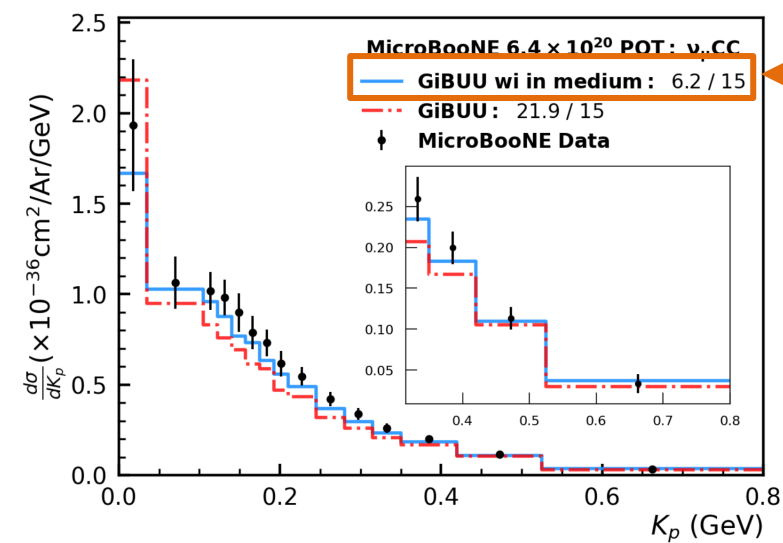 MicroBooNE 6.4 × 10²⁰ POT : νμCC
GiBUU wi in medium : 6.2 / 15
GiBUU : 21.9 / 15
MicroBooNE Data
2.5
2.0
1.5
1.0
0.5
0.0
dσ/dKₚ(×10⁻³⁶cm²/Ar/GeV)
0.25
0.20
0.15
0.10
0.05
0.4 0.5 0.6 0.7 0.8
0.0 0.2 0.4 0.6 0.8
Kₚ (GeV)